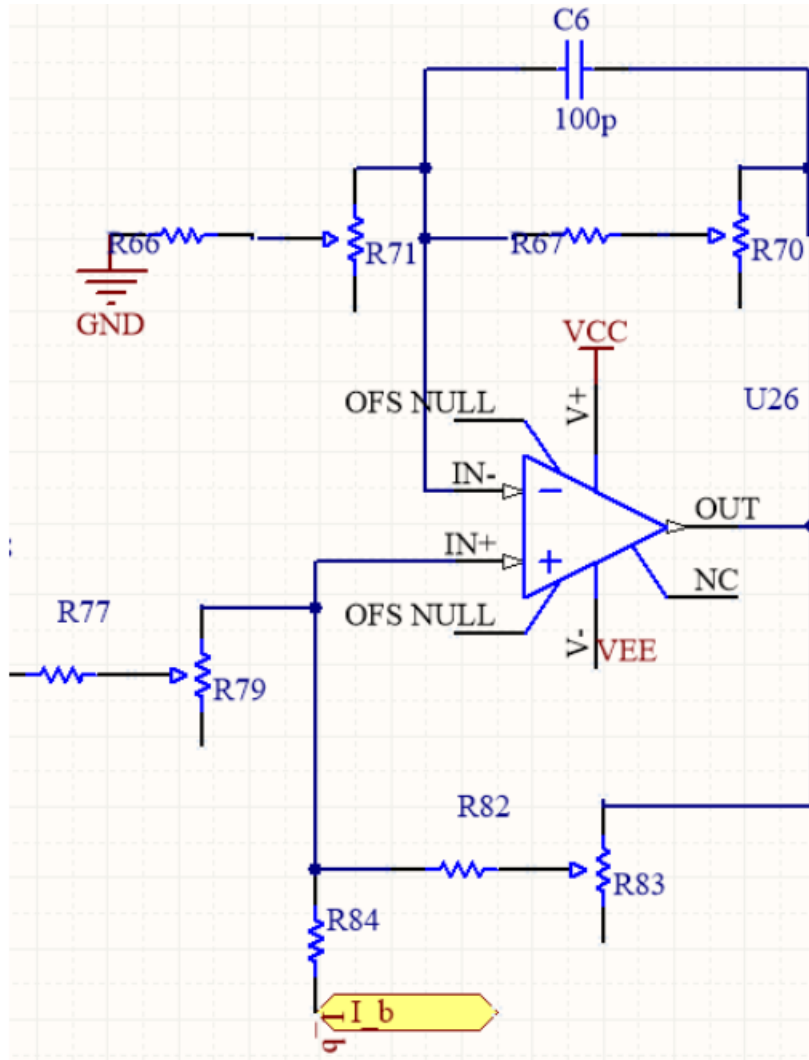 C6
100p
R66
R71
R67
R70
GND
VCC
OFS NULL
V+
U26
IN-
OUT
IN+
NC
OFS NULL
V-
VEE
R77
R79
R82
R83
R84
I_b
I_b